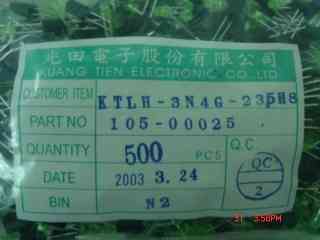 光田電子股份有限公司
KUANG TIEN ELECTRONIC CO.LTD.
CUSTOMER ITEM KTLH-3N4G-235H8
PART NO 105-00025
QUANTITY 500 PCS Q.C.
DATE 2003 3. 24 QC 2
BIN N2
31 3:50PM